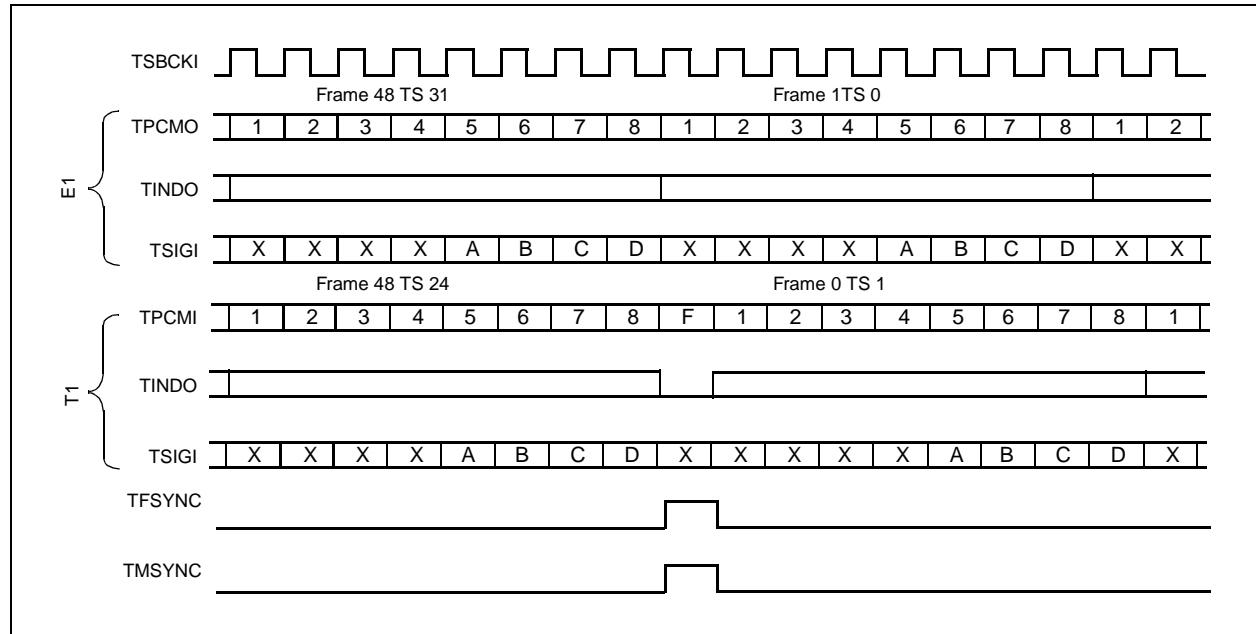 TSBCKI
Frame 48 TS 31 Frame 1TS 0
E1
TPCMO 1 2 3 4 5 6 7 8 1 2 3 4 5 6 7 8 1 2
TINDO
TSIGI X X X X A B C D X X X X A B C D X X
Frame 48 TS 24 Frame 0 TS 1
T1
TPCMI 1 2 3 4 5 6 7 8 F 1 2 3 4 5 6 7 8 1
TINDO
TSIGI X X X X A B C D X X X X X A B C D X
TFSYNC
TMSYNC